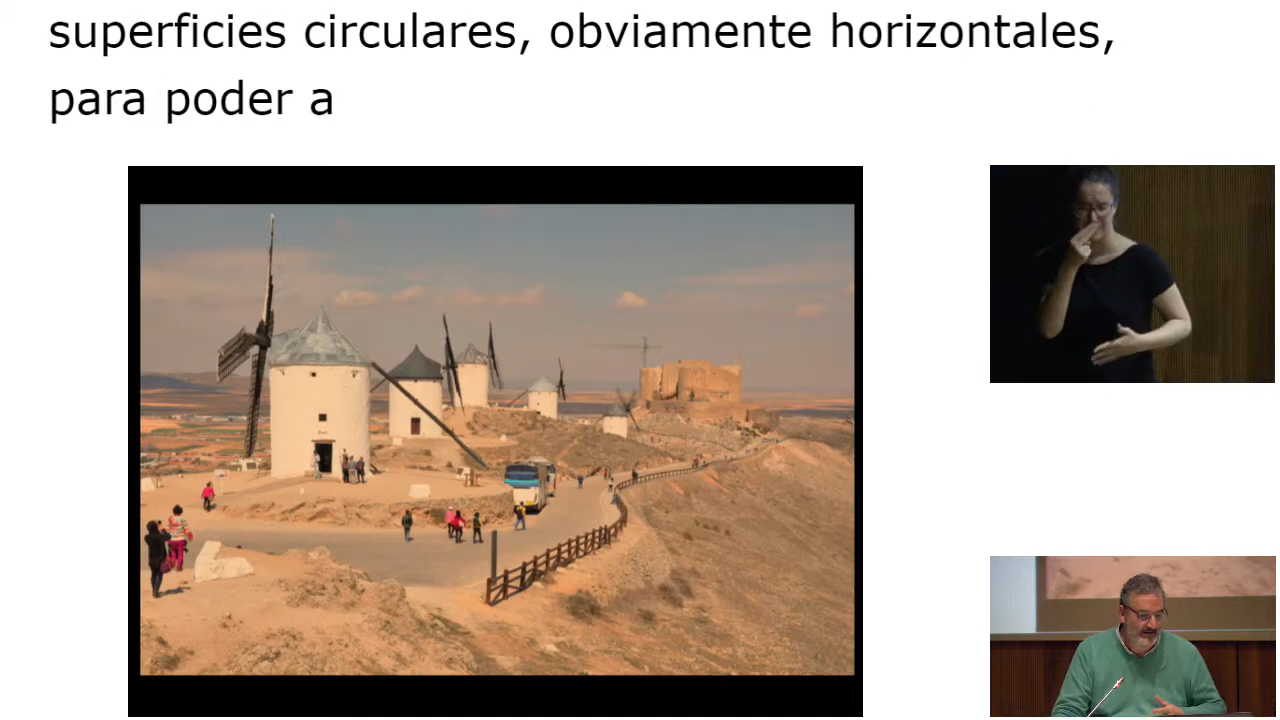 superficies circulares, obviamente horizontales,
para poder a